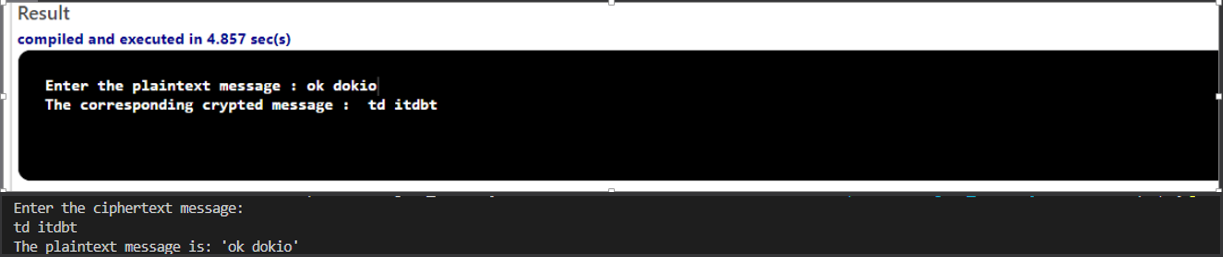 Result
compiled and executed in 4.857 sec(s)
Enter the plaintext message : ok dokio
The corresponding crypted message :  td itdbt
Enter the ciphertext message:
td itdbt
The plaintext message is: 'ok dokio'